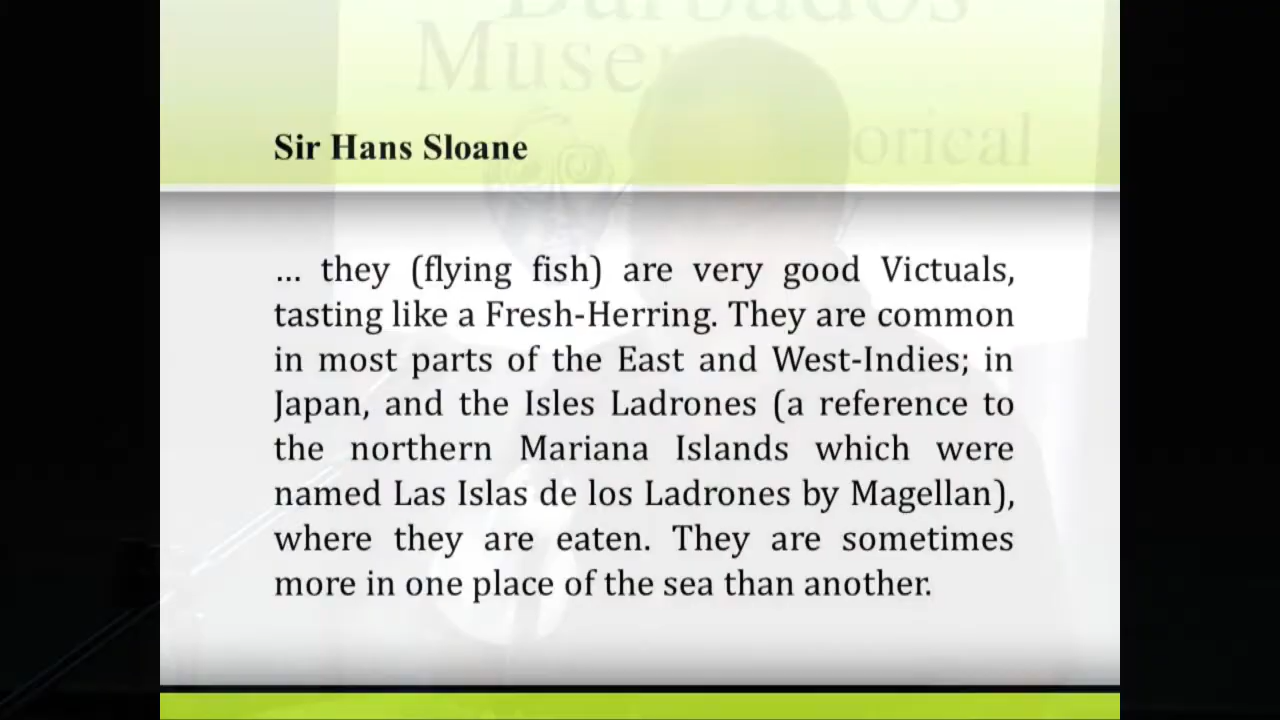 Barbados
Muse
orical
Sir Hans Sloane
... they (flying fish) are very good Victuals,
tasting like a Fresh-Herring. They are common
in most parts of the East and West-Indies; in
Japan, and the Isles Ladrones (a reference to
the northern Mariana Islands which were
named Las Islas de los Ladrones by Magellan),
where they are eaten. They are sometimes
more in one place of the sea than another.